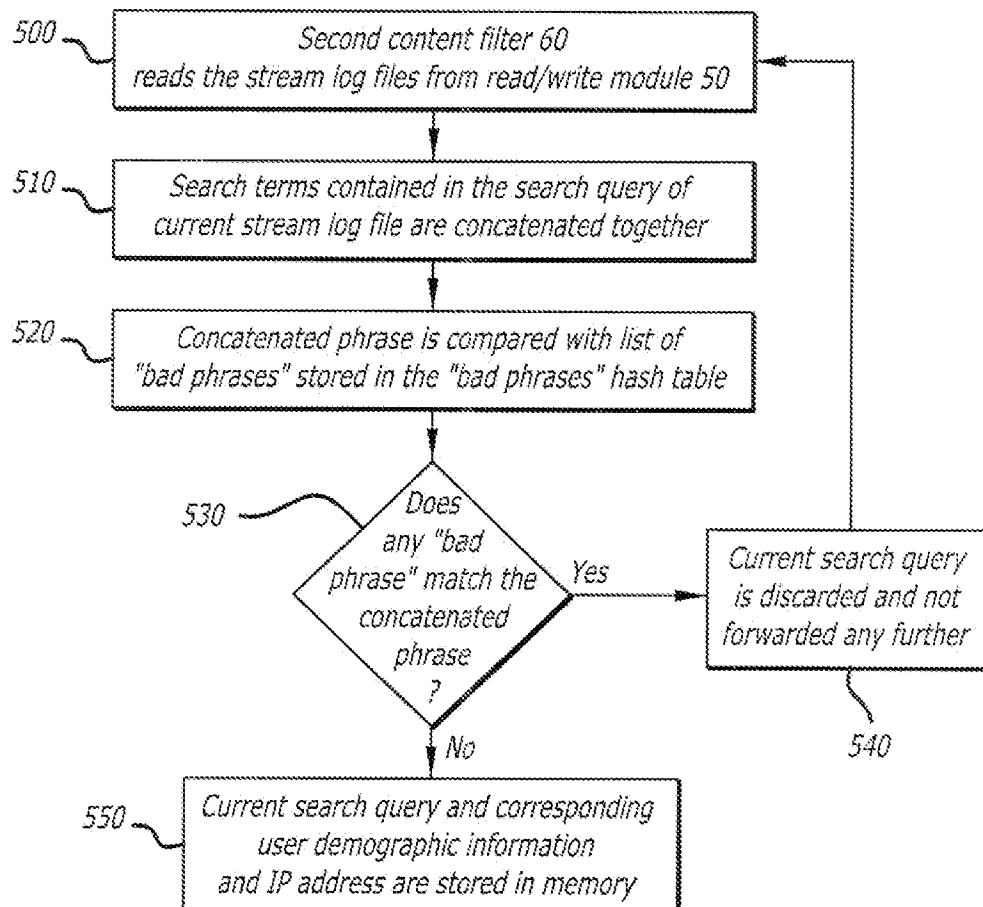 500
Second content filter 60
reads the stream log files from read/write module 50
510
Search terms contained in the search query of
current stream log file are concatenated together
520
Concatenated phrase is compared with list of
"bad phrases" stored in the "bad phrases" hash table
530
Does
any "bad
phrase" match the
concatenated
phrase
?
Yes
Current search query
is discarded and not
forwarded any further
540
No
550
Current search query and corresponding
user demographic information
and IP address are stored in memory